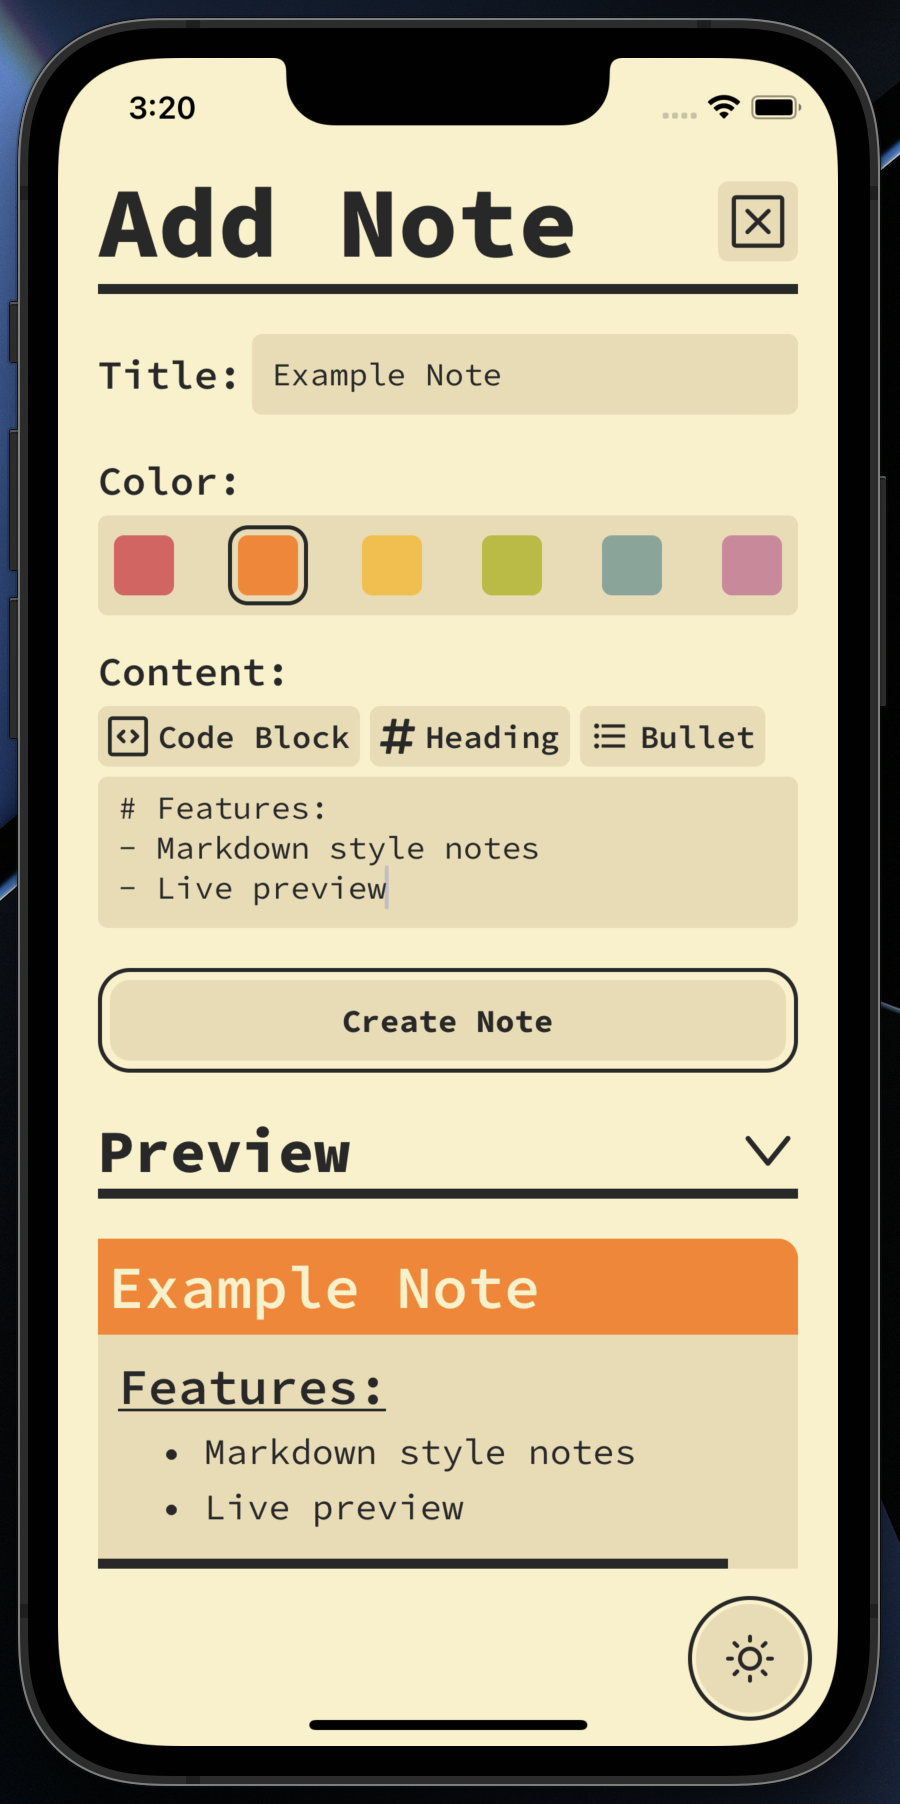 3:20
Add Note
Title: Example Note
Color:
Content:
Code Block # Heading Bullet
# Features:
- Markdown style notes
- Live preview
Create Note
Preview
Example Note
Features:
• Markdown style notes
• Live preview